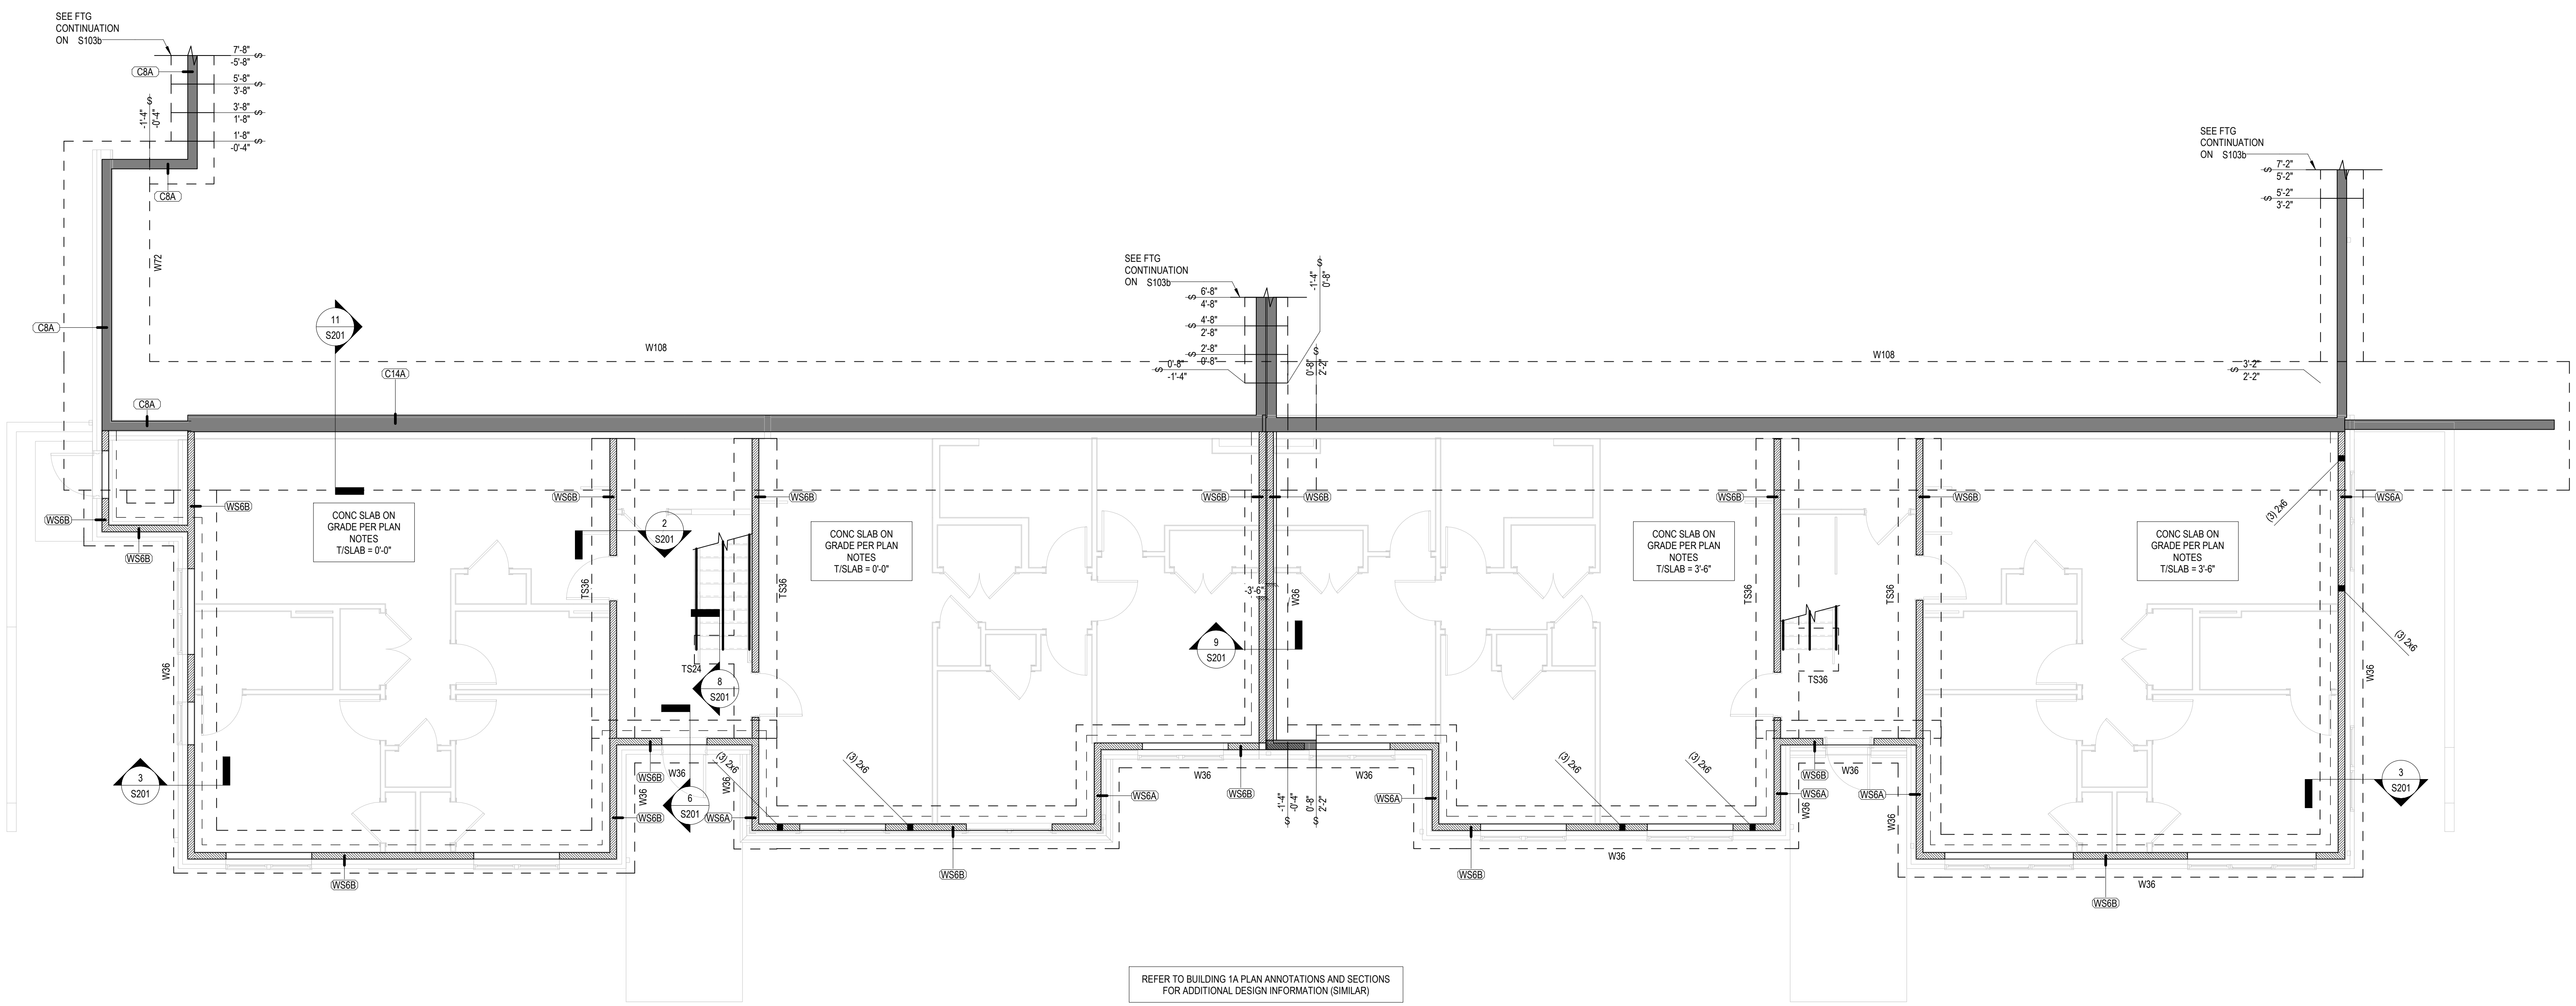 SEE FTG
CONTINUATION
ON S103b
7'-8"
-5'-8"
S
C8A
5'-8"
3'-8"
S
3'-8"
1'-8"
S
1'-8"
-0'-4"
S
S
-1'-4"
-0'-4"
C8A
W72
C8A
11
S201
C14A
C8A
W108
SEE FTG
CONTINUATION
ON S103b
S
6'-8"
4'-8"
S
4'-8"
2'-8"
S
2'-8"
0'-8"
S
0'-8"
-1'-4"
S
-1'-4"
0'-8"
S
0'-8"
2'-2"
W108
SEE FTG
CONTINUATION
ON S103b
S
7'-2"
5'-2"
S
5'-2"
3'-2"
S
3'-2"
2'-2"
WS6B
WS6B
WS6B
CONC SLAB ON
GRADE PER PLAN
NOTES
T/SLAB = 0'-0"
WS6B
2
S201
WS6B
CONC SLAB ON
GRADE PER PLAN
NOTES
T/SLAB = 0'-0"
WS6B
WS6B
WS6B
CONC SLAB ON
GRADE PER PLAN
NOTES
T/SLAB = 3'-6"
WS6B
CONC SLAB ON
GRADE PER PLAN
NOTES
T/SLAB = 3'-6"
WS6A
(3) 2x6
(3) 2x6
TS36
TS36
-3'-6"
W36
TS36
TS36
W36
TS24
8
S201
9
S201
TS36
W36
3
S201
WS6B
W36
W36
6
S201
WS6B
W36
WS6A
(3) 2x6
(3) 2x6
WS6A
W36
WS6B
W36
-1'-4"
-0'-4"
S
0'-8"
2'-2"
S
WS6A
(3) 2x6
(3) 2x6
WS6B
W36
WS6A
W36
WS6A
W36
3
S201
WS6B
WS6B
WS6B
W36
W36
WS6B
REFER TO BUILDING 1A PLAN ANNOTATIONS AND SECTIONS
FOR ADDITIONAL DESIGN INFORMATION (SIMILAR)